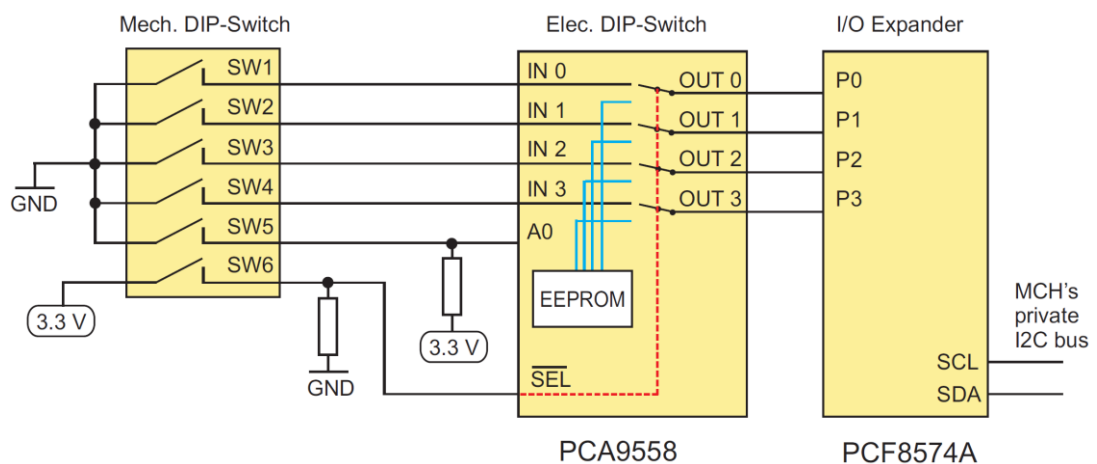 Mech. DIP-Switch
Elec. DIP-Switch
I/O Expander
SW1
SW2
SW3
SW4
SW5
SW6
GND
3.3 V
GND
3.3 V
IN 0
IN 1
IN 2
IN 3
A0
OUT 0
OUT 1
OUT 2
OUT 3
EEPROM
SEL
P0
P1
P2
P3
SCL
SDA
MCH's
private
I2C bus
PCA9558
PCF8574A